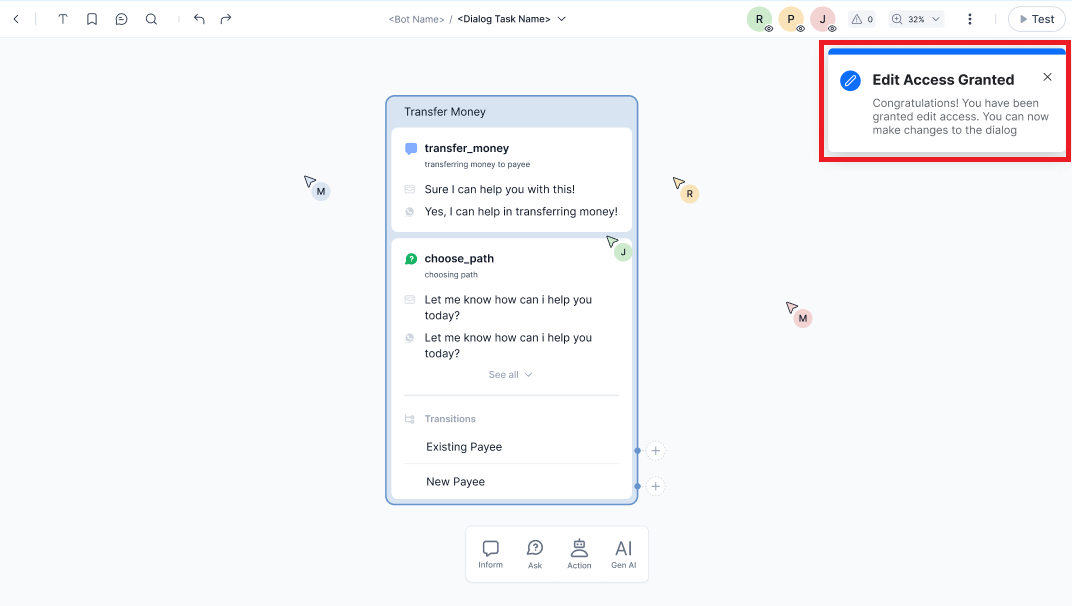 <Bot Name> / <Dialog Task Name>
R
P
J
0
32%
Test
Edit Access Granted
Congratulations! You have been
granted edit access. You can now
make changes to the dialog
Transfer Money
transfer_money
transferring money to payee
Sure I can help you with this!
Yes, I can help in transferring money!
M
R
J
choose_path
choosing path
Let me know how can i help you
today?
Let me know how can i help you
today?
See all
M
Transitions
Existing Payee
New Payee
Inform
Ask
Action
AI
Gen AI